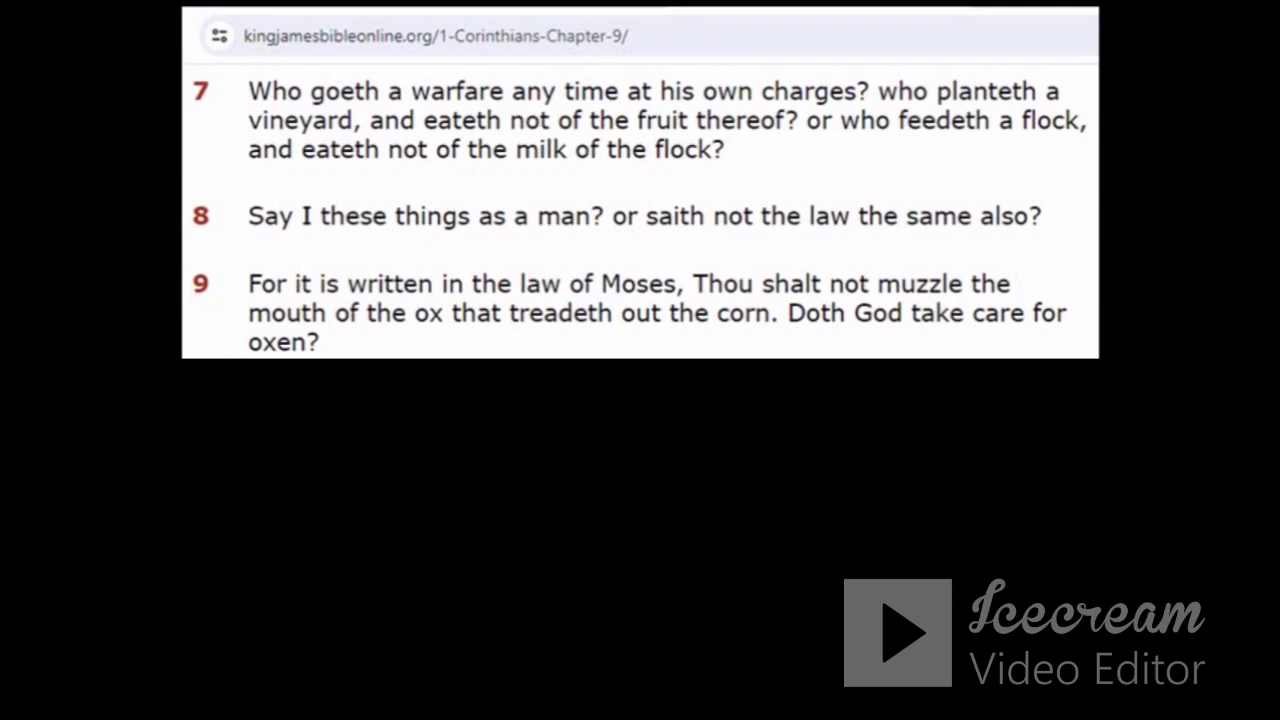 kingjamesbibleonline.org/1-Corinthians-Chapter-9/
7 Who goeth a warfare any time at his own charges? who planteth a
vineyard, and eateth not of the fruit thereof? or who feedeth a flock,
and eateth not of the milk of the flock?
8 Say I these things as a man? or saith not the law the same also?
9 For it is written in the law of Moses, Thou shalt not muzzle the
mouth of the ox that treadeth out the corn. Doth God take care for
oxen?
Icecream
Video Editor